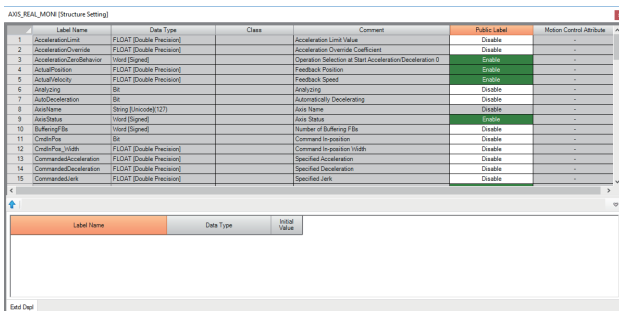 AXIS_REAL_MONI [Structure Setting]
Label Name Data Type Class Comment Public Label Motion Control Attribute
1 AccelerationLimit FLOAT [Double Precision] Acceleration Limit Value Disable -
2 AccelerationOverride FLOAT [Double Precision] Acceleration Override Coefficient Disable -
3 AccelerationZeroBehavior Word [Signed] Operation Selection at Start Acceleration/Deceleration 0 Enable -
4 ActualPosition FLOAT [Double Precision] Feedback Position Enable -
5 ActualVelocity FLOAT [Double Precision] Feedback Speed Enable -
6 Analyzing Bit Analyzing Disable -
7 AutoDeceleration Bit Automatically Decelerating Disable -
8 AxisName String [Unicode](127) Axis Name Disable -
9 AxisStatus Word [Signed] Axis Status Enable -
10 BufferingFBs Word [Signed] Number of Buffering FBs Disable -
11 CmdInPos Bit Command In-position Disable -
12 CmdInPos_Width FLOAT [Double Precision] Command In-position Width Disable -
13 CommandedAcceleration FLOAT [Double Precision] Specified Acceleration Disable -
14 CommandedDeceleration FLOAT [Double Precision] Specified Deceleration Disable -
15 CommandedJerk FLOAT [Double Precision] Specified Jerk Disable -
Label Name Data Type Initial Value
Extd Dspl